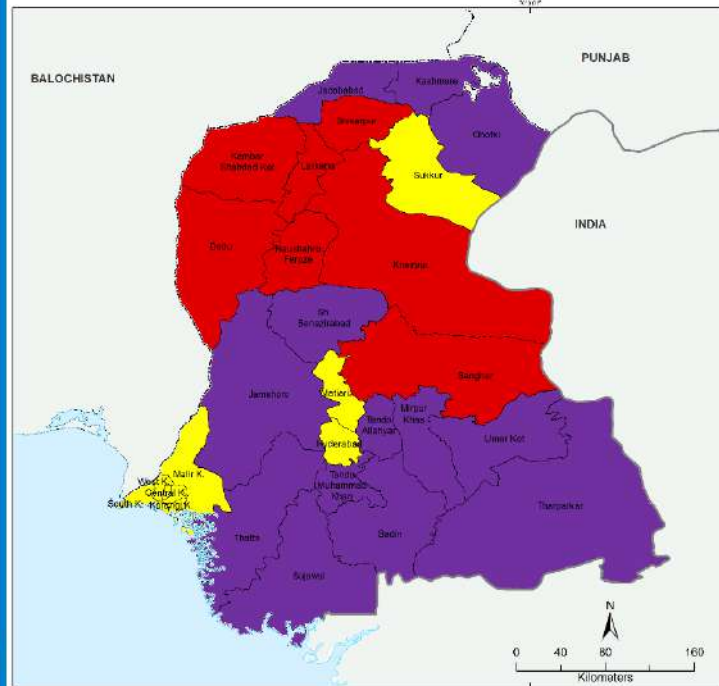 PUNJAB
BALOCHISTAN
Kashmore
Jacobabad
Shikarpur
Ghotki
Kambar
Shahdad Kot
Larkana
Sukkur
INDIA
Dadu
Naushahro
Feroze
Khairpur
Sh.
Benazirabad
Sanghar
Jamshoro
Matiari
Mirpur
Khas
Tando
Allahyar
Umer Kot
Hyderabad
Malir K.
Tando
Muhammad
Khan
West K.
Central K.
South K.
Korangi K.
Tharparkar
Thatta
Badin
Sujawal
N
0 40 80 160
Kilometers